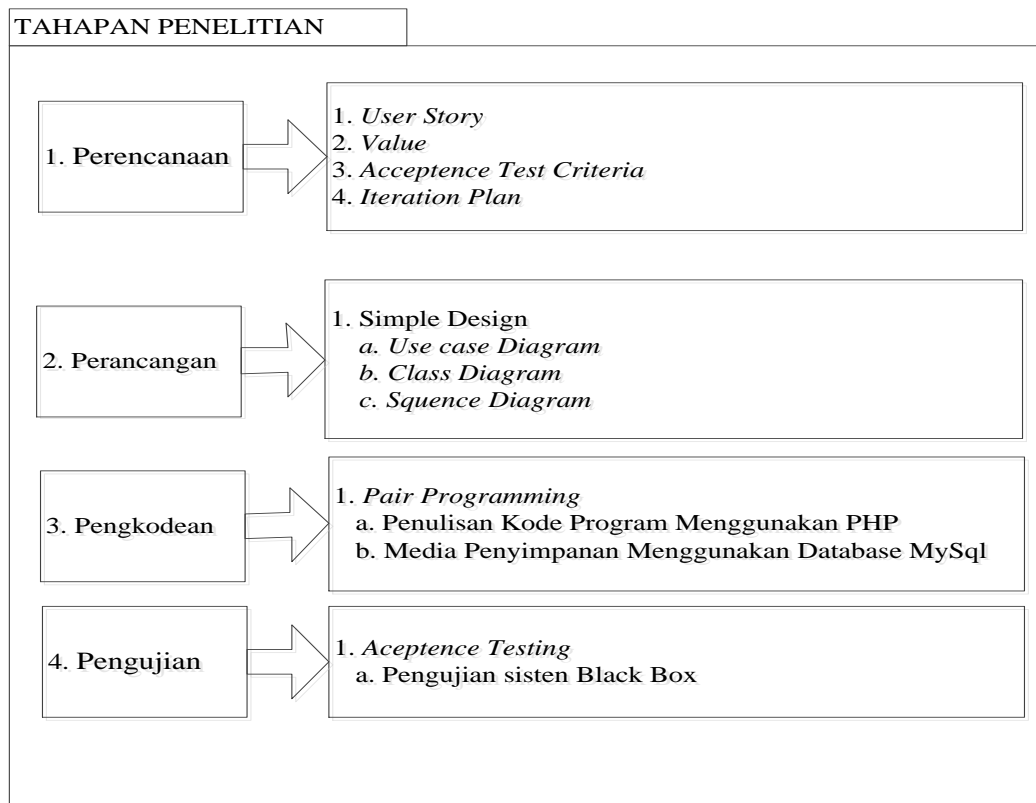 TAHAPAN PENELITIAN
1. Perencanaan
1. User Story
2. Value
3. Acceptence Test Criteria
4. Iteration Plan
2. Perancangan
1. Simple Design
a. Use case Diagram
b. Class Diagram
c. Squence Diagram
3. Pengkodean
1. Pair Programming
a. Penulisan Kode Program Menggunakan PHP
b. Media Penyimpanan Menggunakan Database MySql
4. Pengujian
1. Aceptence Testing
a. Pengujian sisten Black Box